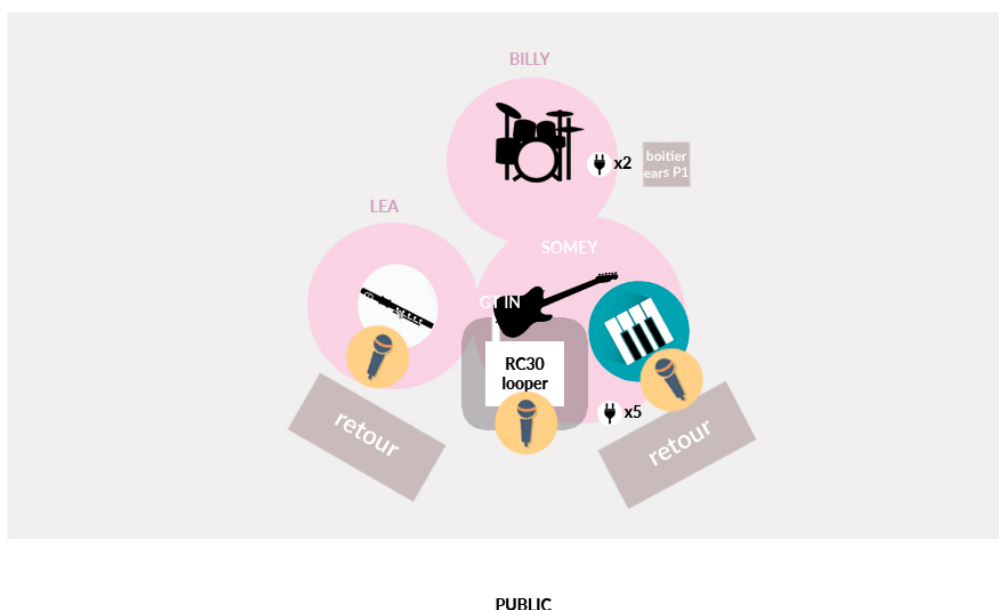 BILLY
x2
boitier
ears P1
LEA
SOMEY
GT IN
RC30
looper
x5
retour
retour
PUBLIC